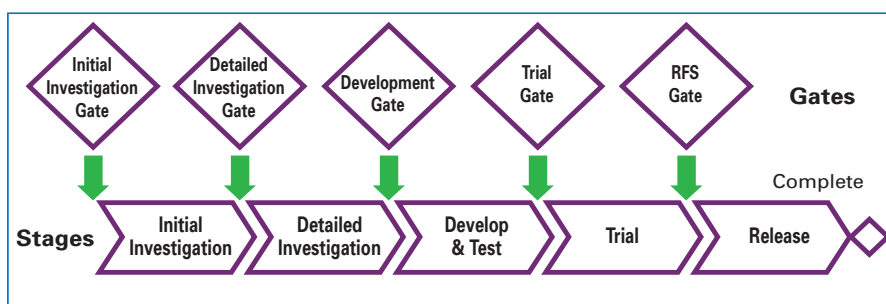 Initial
Investigation
Gate
Detailed
Investigation
Gate
Development
Gate
Trial
Gate
RFS
Gate
Gates
Complete
Stages
Initial
Investigation
Detailed
Investigation
Develop
& Test
Trial
Release